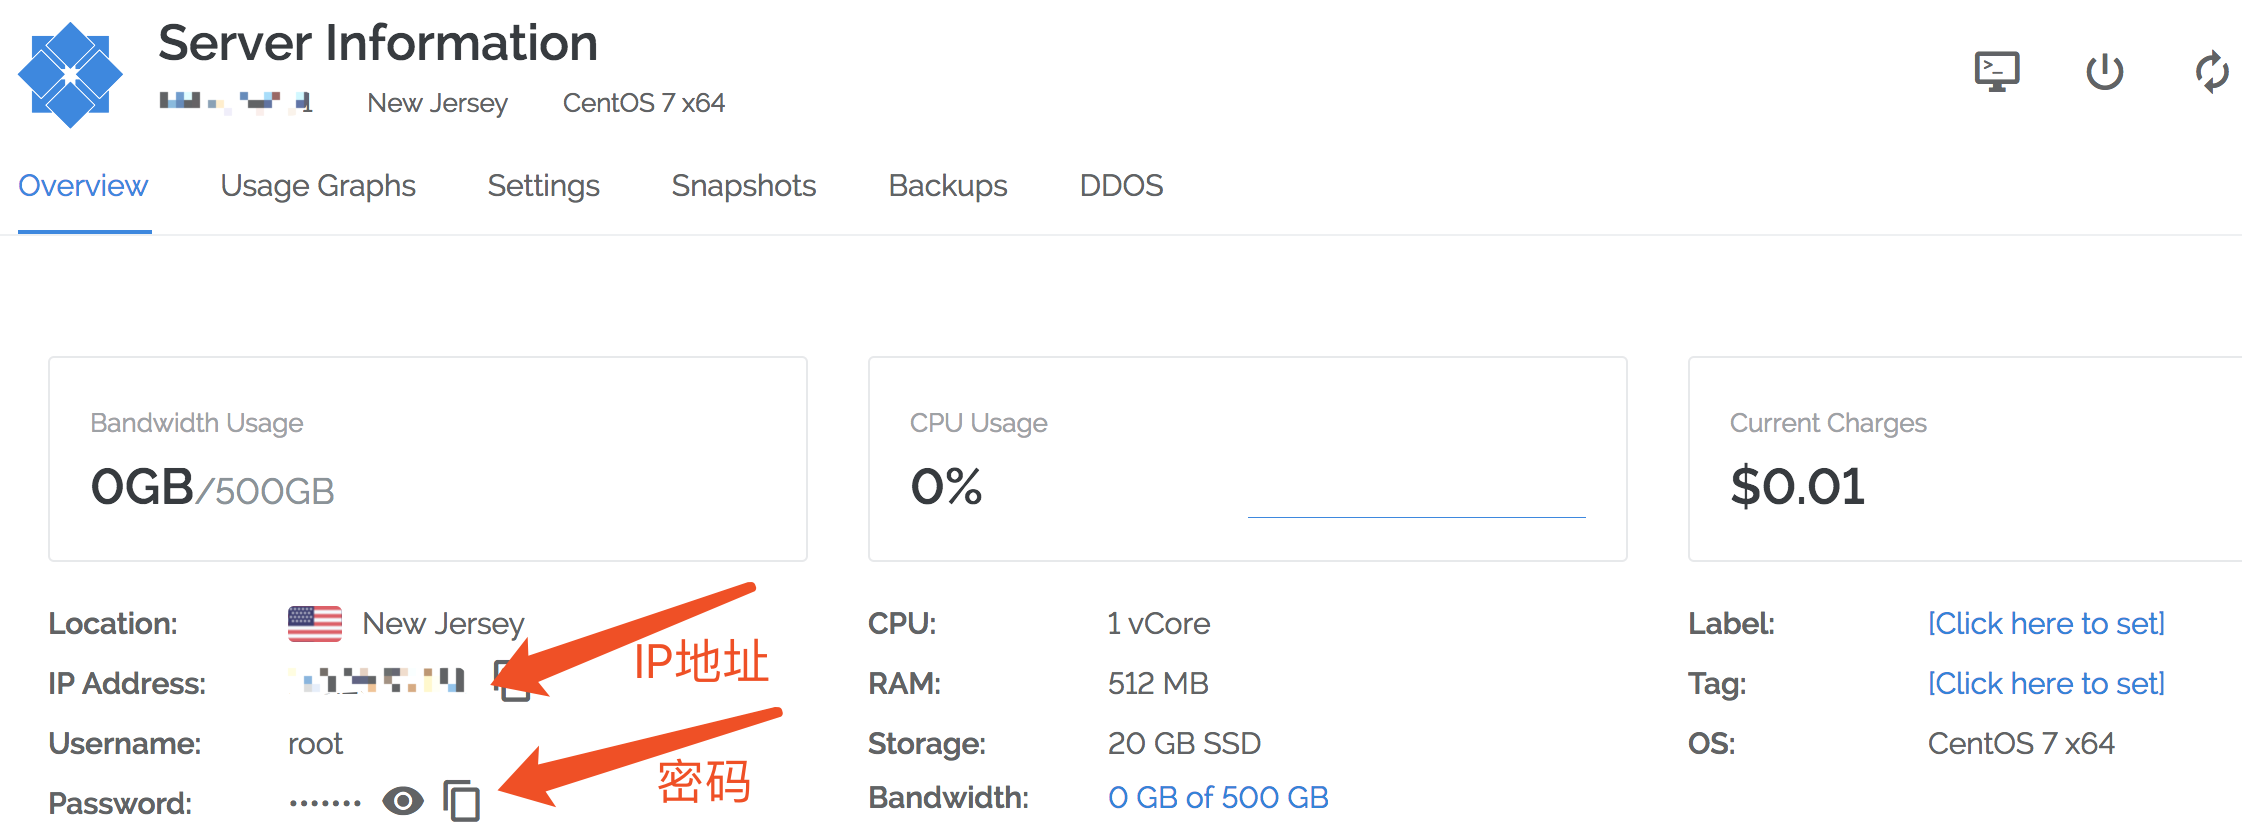 Server Information
New Jersey CentOS 7 x64
Overview Usage Graphs Settings Snapshots Backups DDOS
Bandwidth Usage
0GB/500GB
CPU Usage
0%
Current Charges
$0.01
Location: New Jersey
IP Address:
IP地址
Username: root
Password: •••••••
密码
CPU: 1 vCore
RAM: 512 MB
Storage: 20 GB SSD
Bandwidth: 0 GB of 500 GB
Label: [Click here to set]
Tag: [Click here to set]
OS: CentOS 7 x64